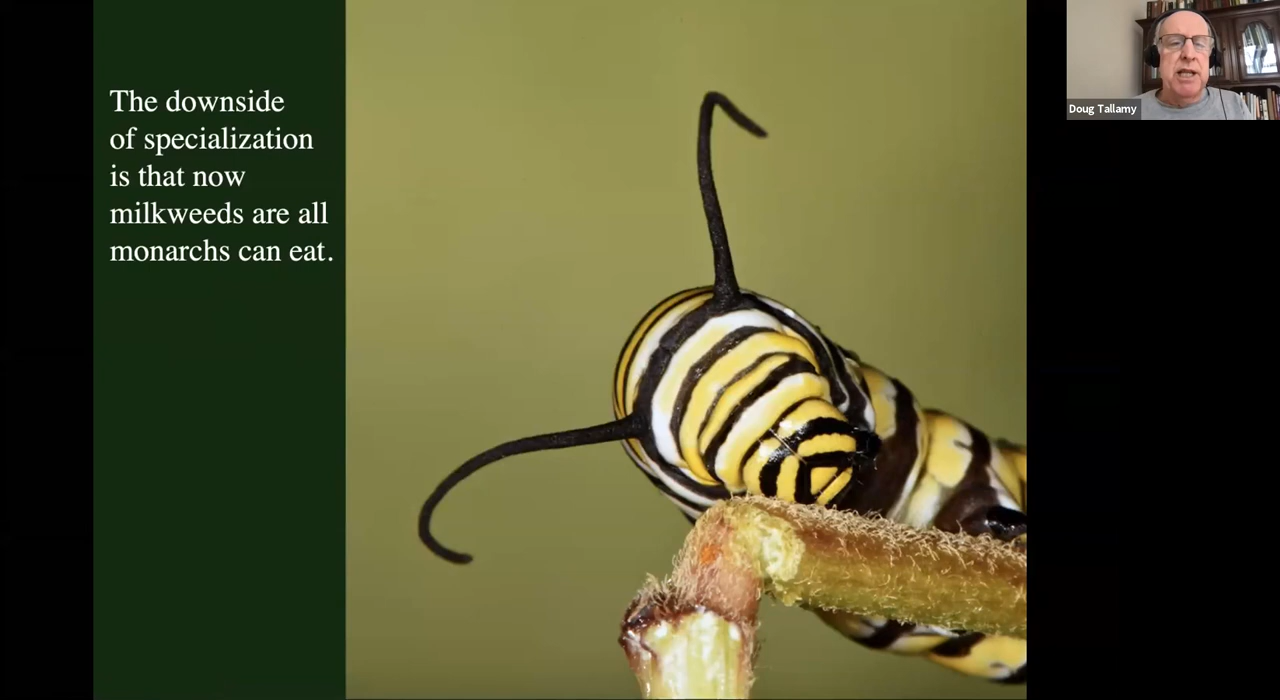 The downside
of specialization
is that now
milkweeds are all
monarchs can eat.
Doug Tallamy